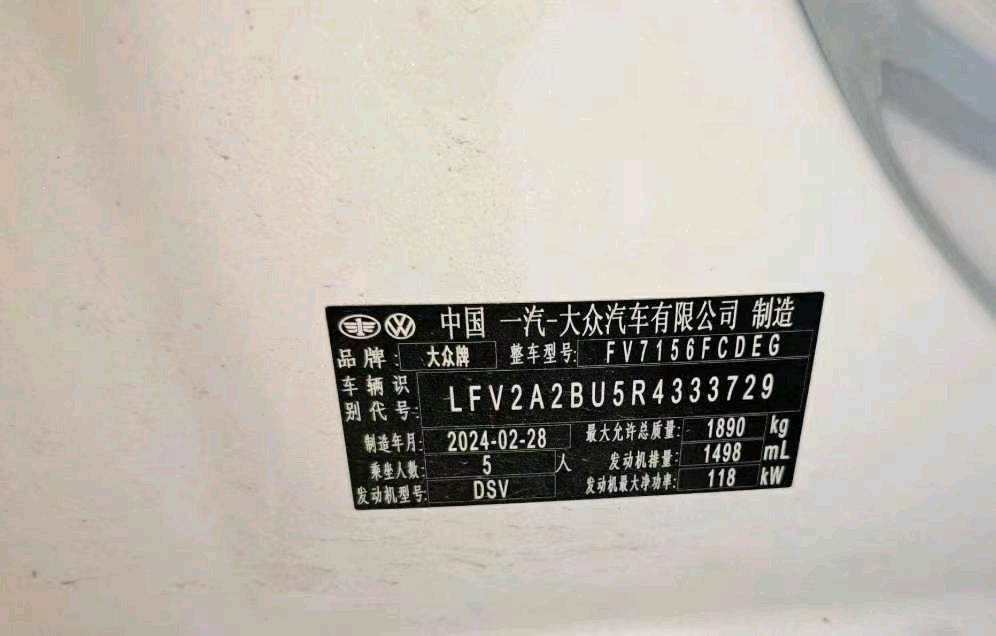 中国 一汽-大众汽车有限公司 制造
品牌: 大众牌 整车型号: FV7156FCDEG
车辆识别代号: LFV2A2BU5R4333729
制造年月: 2024-02-28 最大允许总质量: 1890 kg
乘坐人数: 5 人 发动机排量: 1498 mL
发动机型号: DSV 发动机最大净功率: 118 kW